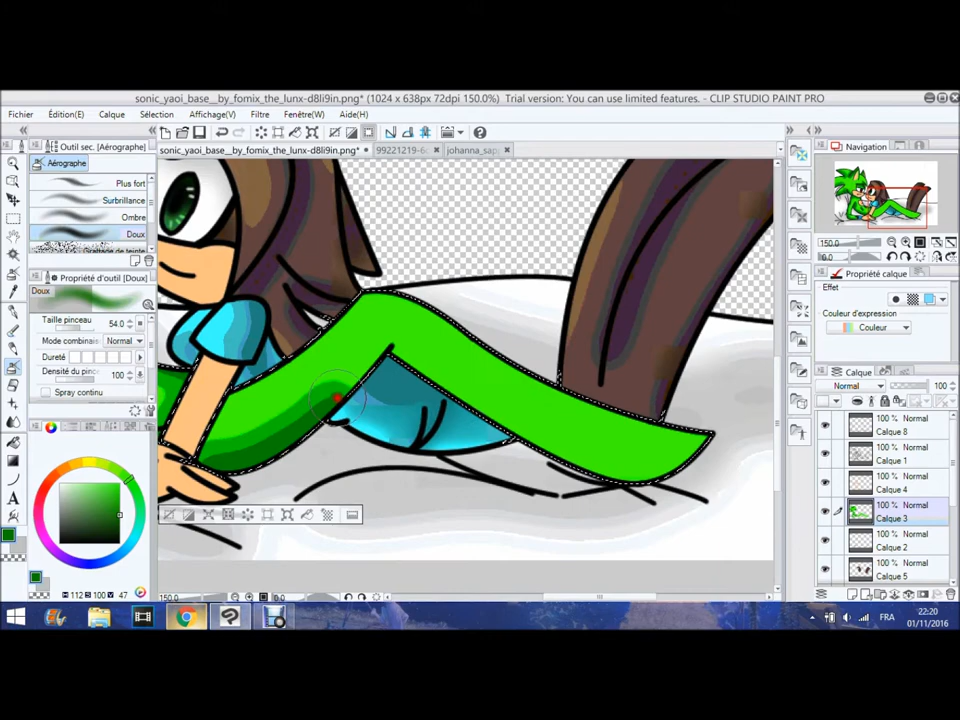 sonic_yaoi_base__by_fomix_the_lunx-d8li9in.png* (1024 x 638px 72dpi 150.0%)  Trial version: You can use limited features. - CLIP STUDIO PAINT PRO
Fichier Édition(E) Calque Sélection Affichage(V) Filtre Fenêtre(W) Aide(H)
Outil sec. [Aérographe]
sonic_yaoi_base__by_fomix_the_lunx-d8li9in.png*
99221219-6
johanna_sap
Navigation
Aérographe
Plus fort
Surbrillance
Ombre
Doux
150.0
0.0
Propriété d'outil [Doux]
Doux
Propriété calque
Effet
Taille pinceau 54.0
Mode combinai Normal
Dureté
Densité du pince 100
Spray continu
Couleur d'expression
Couleur
Calque
Normal 100
100 % Normal
Calque 8
100 % Normal
Calque 1
100 % Normal
Calque 4
100 % Normal
Calque 3
100 % Normal
Calque 2
100 % Normal
Calque 5
H 112 S 100 V 47
150.0
0.0
FRA
22:20
01/11/2016